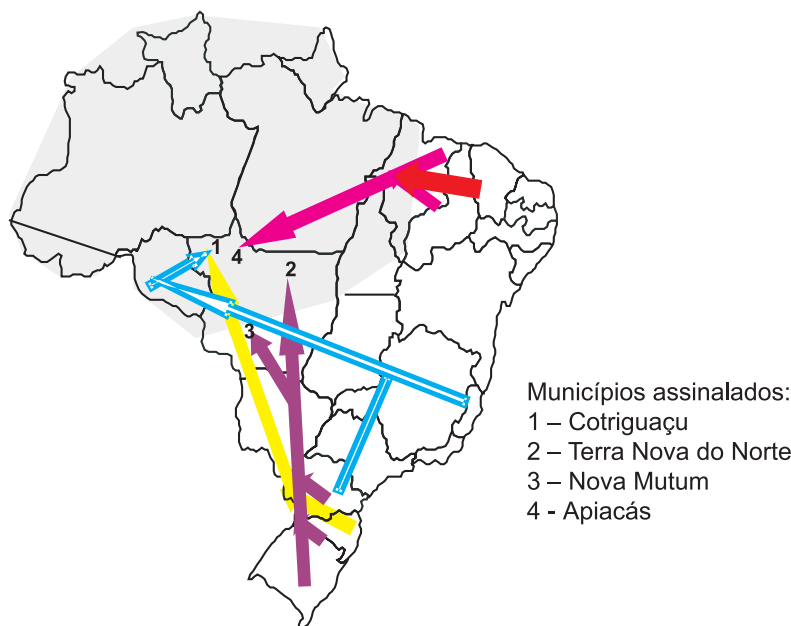 1
4
2
3
Municípios assinalados:
1 – Cotriguaçu
2 – Terra Nova do Norte
3 – Nova Mutum
4 - Apiacás